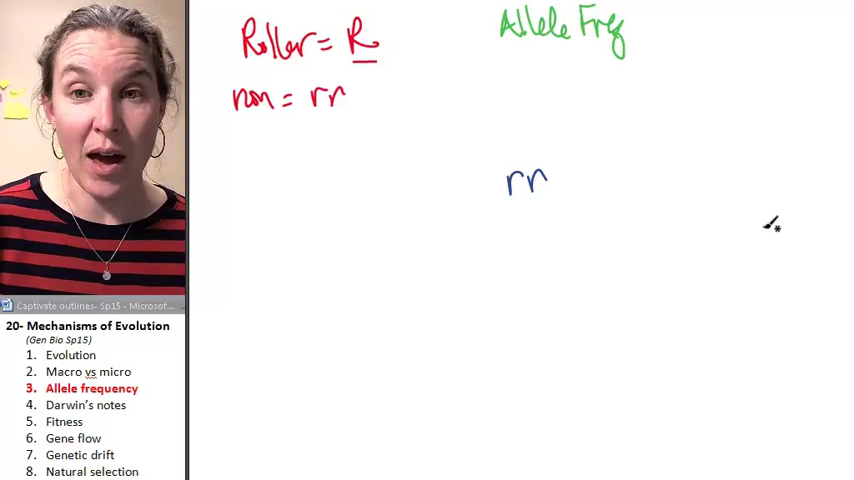 Roller = R
non = rr
Allele Freq
rr
Captivate outlines- Sp15 - Microsof...
20- Mechanisms of Evolution
(Gen Bio Sp15)
1. Evolution
2. Macro vs micro
3. Allele frequency
4. Darwin's notes
5. Fitness
6. Gene flow
7. Genetic drift
8. Natural selection